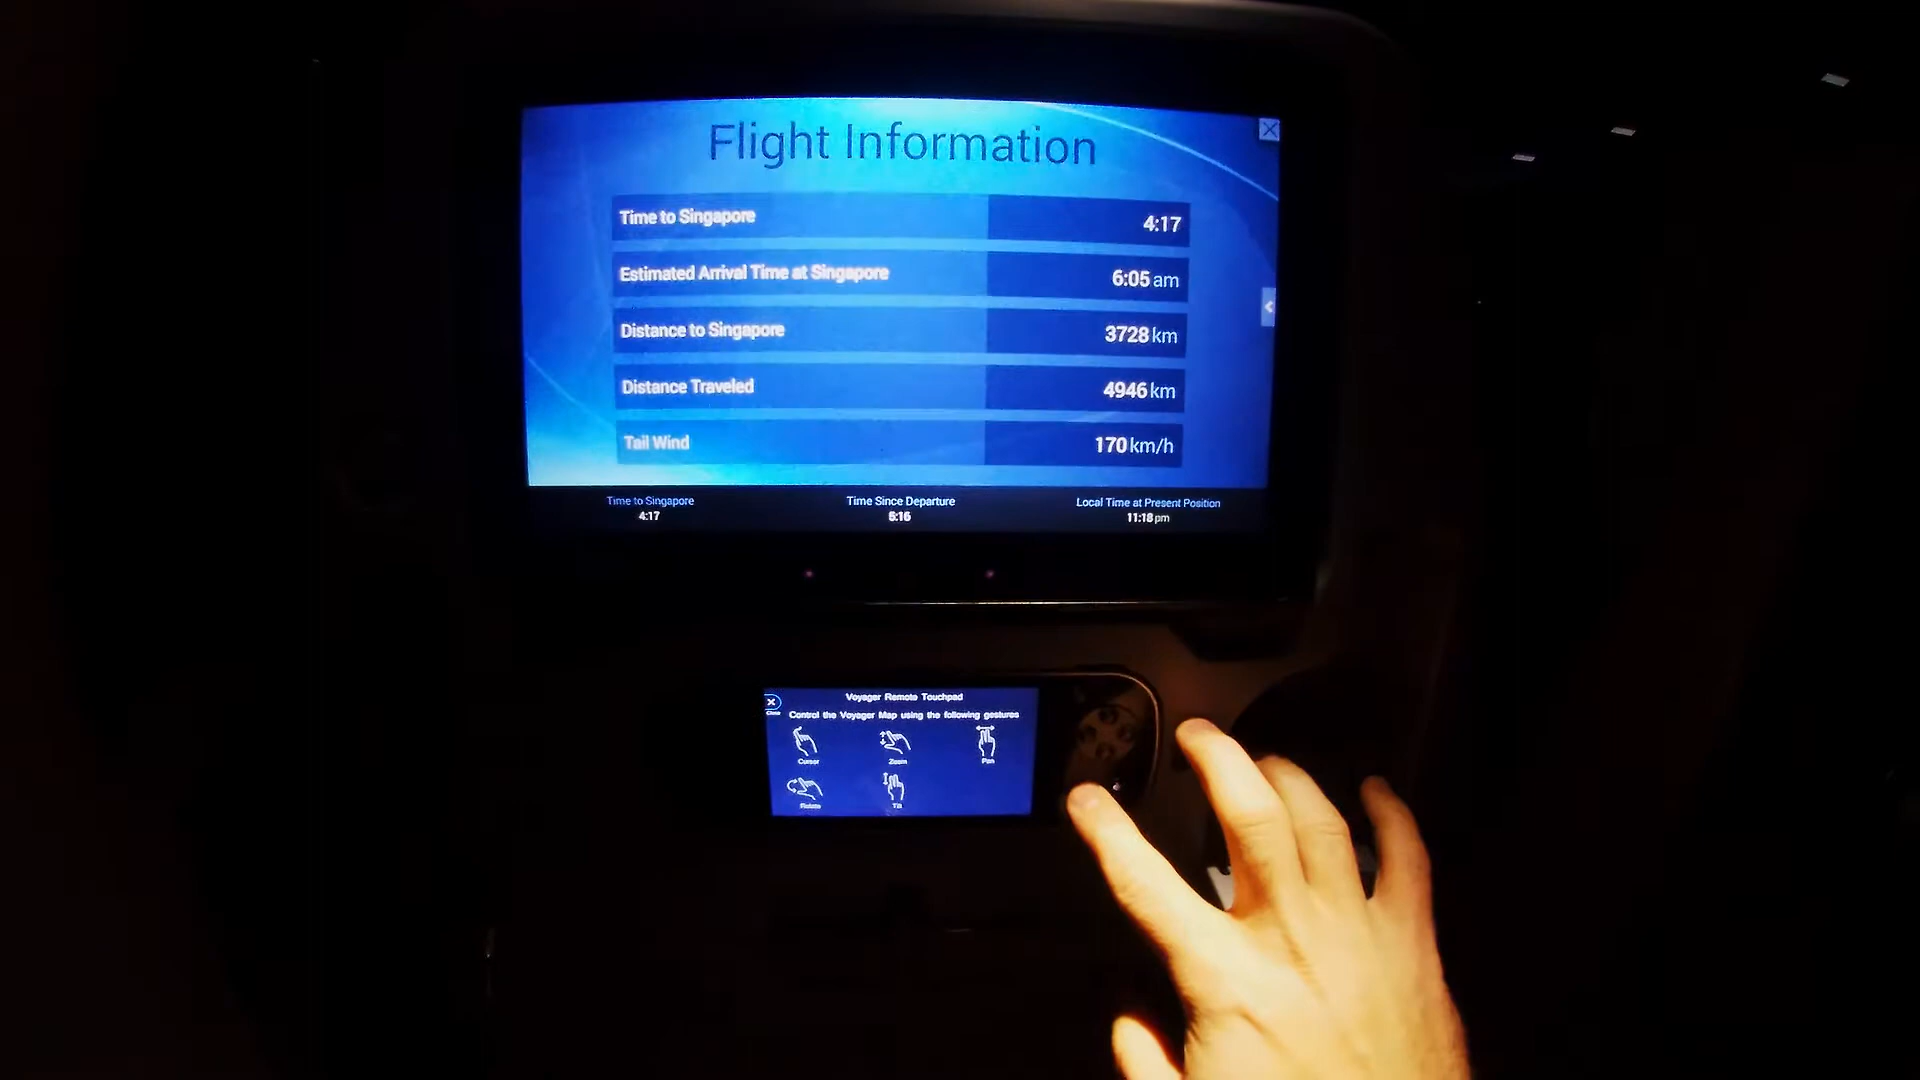 Flight Information
Time to Singapore 4:17
Estimated Arrival Time at Singapore 6:05 am
Distance to Singapore 3728 km
Distance Traveled 4946 km
Tail Wind 170 km/h
Time to Singapore Time Since Departure Local Time at Present Position
4:17 5:16 11:18 pm
Voyager Remote Touchpad
Close
Control the Voyager Map using the following gestures
Cursor Zoom Pan
Rotate Tilt